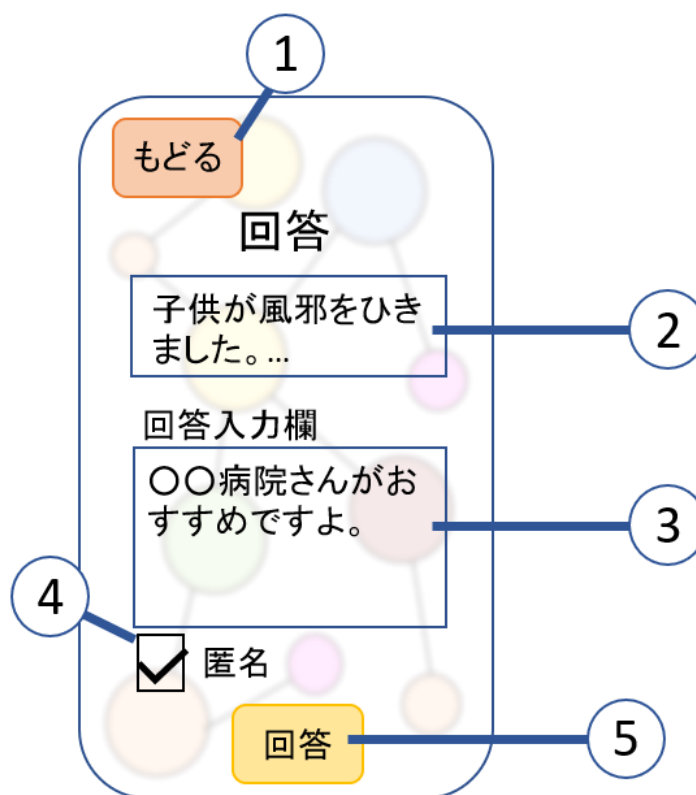 1
もどる
回答
子供が風邪をひき
ました。...
2
回答入力欄
〇〇病院さんがお
すすめですよ。
3
4
匿名
回答
5